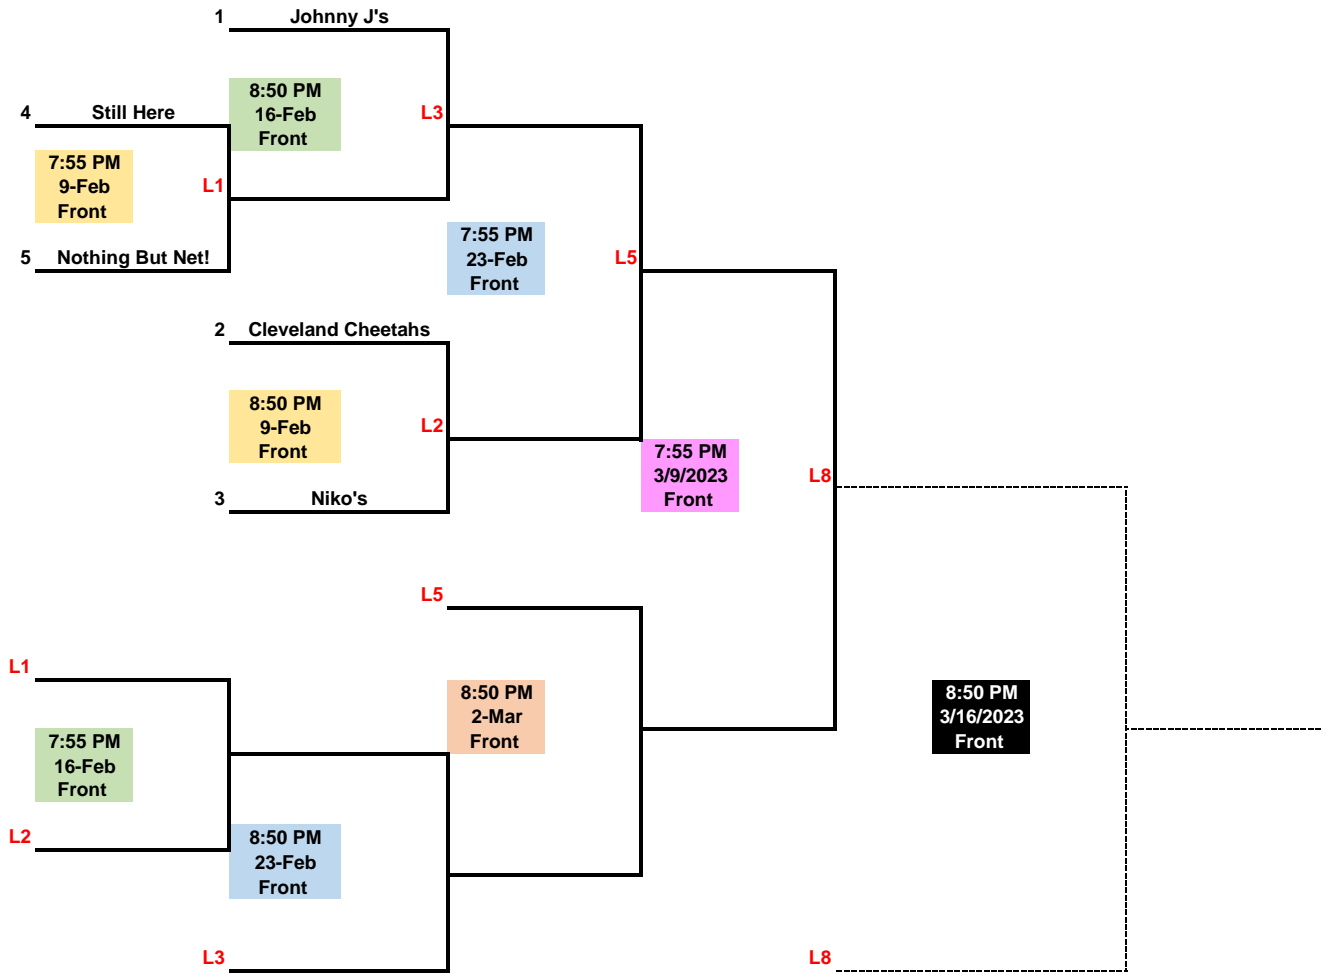 1 Johnny J's
8:50 PM
16-Feb
Front
L3
4 Still Here
7:55 PM
9-Feb
Front
L1
5 Nothing But Net!
7:55 PM
23-Feb
Front
L5
2 Cleveland Cheetahs
8:50 PM
9-Feb
Front
L2
3 Niko's
7:55 PM
3/9/2023
Front
L8
L5
L1
8:50 PM
2-Mar
Front
8:50 PM
3/16/2023
Front
7:55 PM
16-Feb
Front
L2
8:50 PM
23-Feb
Front
L3
L8